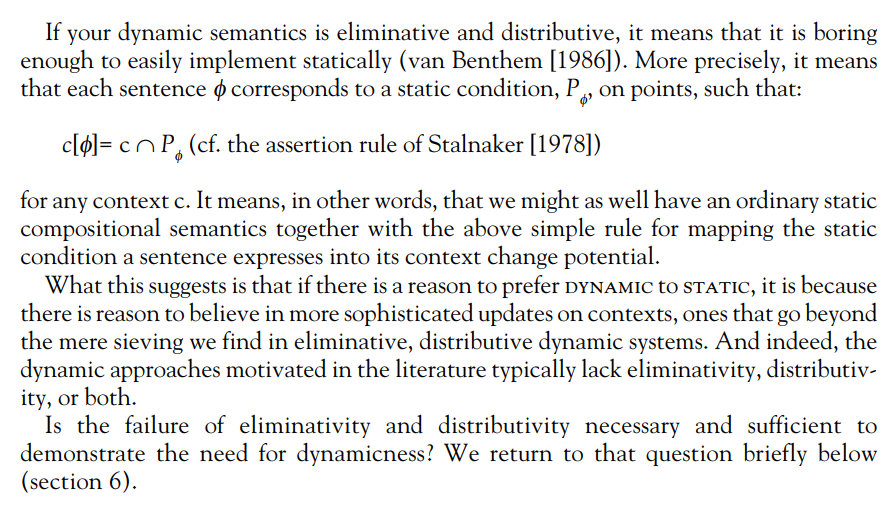 If your dynamic semantics is eliminative and distributive, it means that it is boring
enough to easily implement statically (van Benthem [1986]). More precisely, it means
that each sentence ϕ corresponds to a static condition, Pϕ, on points, such that:
c[ϕ]= c ∩ Pϕ (cf. the assertion rule of Stalnaker [1978])
for any context c. It means, in other words, that we might as well have an ordinary static
compositional semantics together with the above simple rule for mapping the static
condition a sentence expresses into its context change potential.
What this suggests is that if there is a reason to prefer DYNAMIC to STATIC, it is because
there is reason to believe in more sophisticated updates on contexts, ones that go beyond
the mere sieving we find in eliminative, distributive dynamic systems. And indeed, the
dynamic approaches motivated in the literature typically lack eliminativity, distributiv-
ity, or both.
Is the failure of eliminativity and distributivity necessary and sufficient to
demonstrate the need for dynamicness? We return to that question briefly below
(section 6).